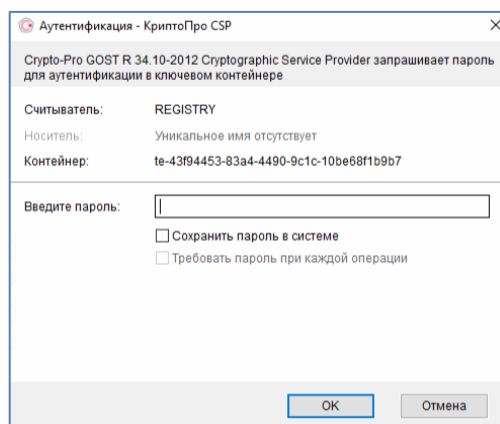 Аутентификация - КриптоПро CSP
Crypto-Pro GOST R 34.10-2012 Cryptographic Service Provider запрашивает пароль
для аутентификации в ключевом контейнере
Считыватель: REGISTRY
Носитель: Уникальное имя отсутствует
Контейнер: te-43f94453-83a4-4490-9c1c-10be68f1b9b7
Введите пароль:
Сохранить пароль в системе
Требовать пароль при каждой операции
OK Отмена